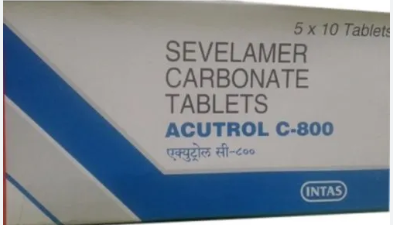 5 x 10 Tablets
SEVELAMER
CARBONATE
TABLETS
ACUTROL C-800
एक्युट्रोल सी-८००
INTAS